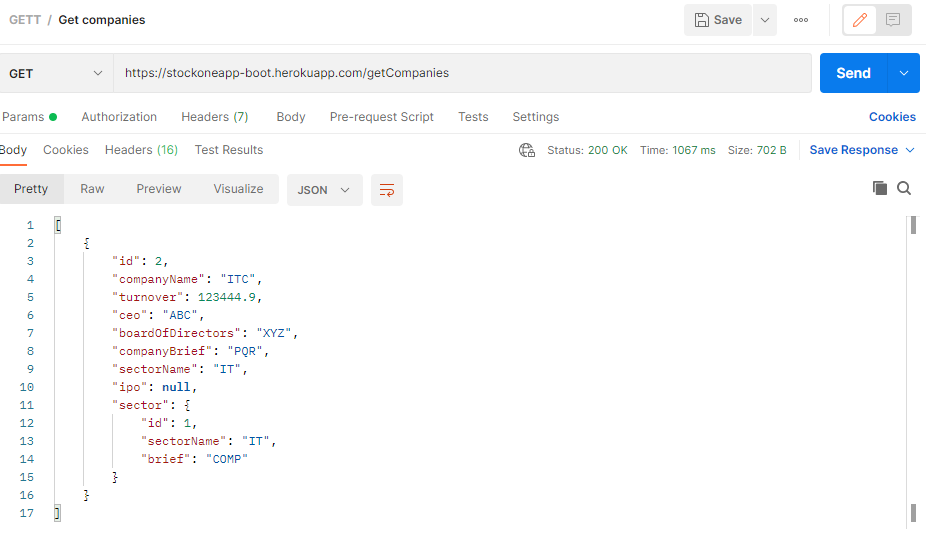 GETT / Get companies
Save
GET https://stockoneapp-boot.herokuapp.com/getCompanies Send
Params Authorization Headers (7) Body Pre-request Script Tests Settings Cookies
Body Cookies Headers (16) Test Results Status: 200 OK Time: 1067 ms Size: 702 B Save Response
Pretty Raw Preview Visualize JSON
1 [
2 {
3 "id": 2,
4 "companyName": "ITC",
5 "turnover": 123444.9,
6 "ceo": "ABC",
7 "boardOfDirectors": "XYZ",
8 "companyBrief": "PQR",
9 "sectorName": "IT",
10 "ipo": null,
11 "sector": {
12 "id": 1,
13 "sectorName": "IT",
14 "brief": "COMP"
15 }
16 }
17 ]